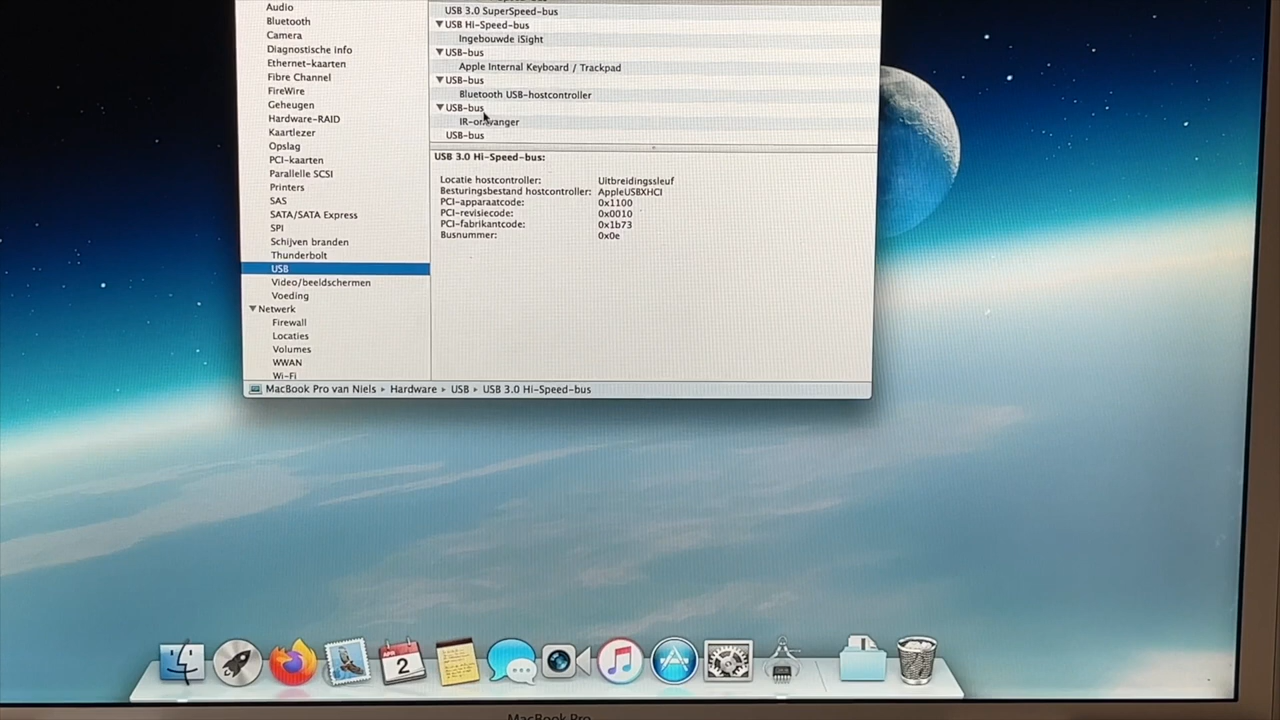 Audio
Bluetooth
Camera
Diagnostische info
Ethernet-kaarten
Fibre Channel
FireWire
Geheugen
Hardware-RAID
Kaartlezer
Opslag
PCI-kaarten
Parallelle SCSI
Printers
SAS
SATA/SATA Express
SPI
Schijven branden
Thunderbolt
USB
Video/beeldschermen
Voeding
Netwerk
Firewall
Locaties
Volumes
WWAN
Wi-Fi
USB 3.0 SuperSpeed-bus
USB Hi-Speed-bus
Ingebouwde iSight
USB-bus
Apple Internal Keyboard / Trackpad
USB-bus
Bluetooth USB-hostcontroller
USB-bus
IR-ontvanger
USB-bus
USB 3.0 Hi-Speed-bus:
Locatie hostcontroller: Uitbreidingssleuf
Besturingsbestand hostcontroller: AppleUSBXHCI
PCI-apparaatcode: 0x1100
PCI-revisiecode: 0x0010
PCI-fabrikantcode: 0x1b73
Busnummer: 0x0e
MacBook Pro van Niels ▸ Hardware ▸ USB ▸ USB 3.0 Hi-Speed-bus
APR
2
MacBook Pro